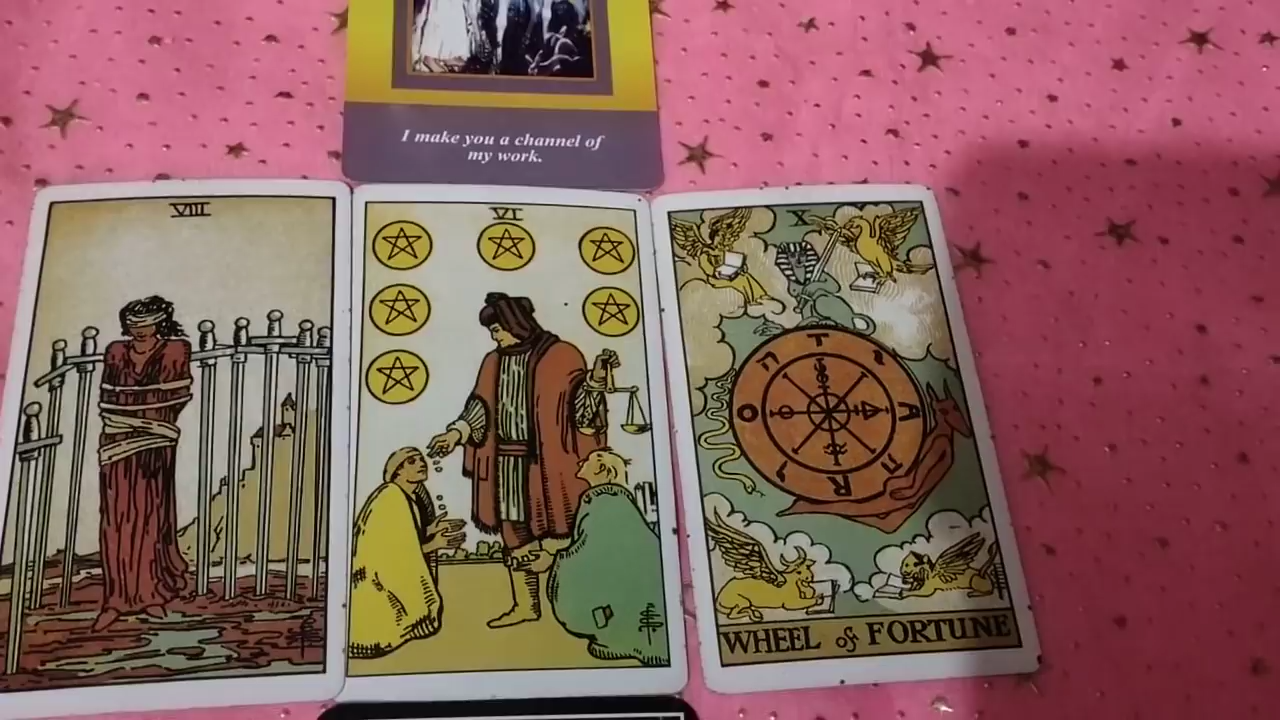 I make you a channel of
my work.
VIII
VI
X
WHEEL of FORTUNE